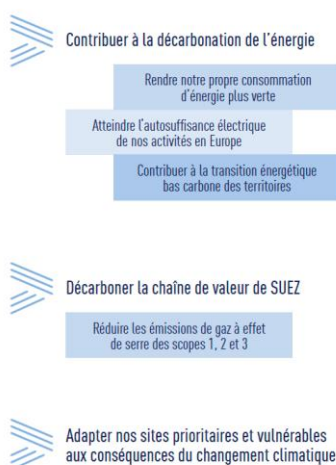 Contribuer à la décarbonation de l'énergie
Rendre notre propre consommation
d'énergie plus verte
Atteindre l'autosuffisance électrique
de nos activités en Europe
Contribuer à la transition énergétique
bas carbone des territoires
Décarboner la chaîne de valeur de SUEZ
Réduire les émissions de gaz à effet
de serre des scopes 1, 2 et 3
Adapter nos sites prioritaires et vulnérables
aux conséquences du changement climatique